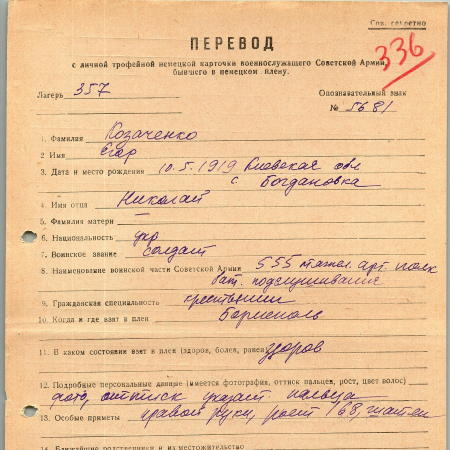 Сов. секретно
336
ПЕРЕВОД
с личной трофейной немецкой карточки военнослужащего Советской Армии,
бывшего в немецком плену.
Лагерь 357
Опознавательный знак
№ 5681
1. Фамилия Козаченко
2 Имя Егор
3. Дата и место рождения 10.5.1919 Киевская обл
с. Богдановка
4. Имя отца Николай
5. Фамилия матери —
6. Национальность укр
7. Воинское звание солдат
8. Наименование воинской части Советской Армии 555 тяжел. арт. полк
бат. подслушивание
9. Гражданская специальность крестьянин
10. Когда и где взят в плен Борисполь
11. В каком состоянии взят в плен (здоров, болен, ранен) здоров
12. Подробные персональные данные (имеется фотография, оттиск пальцев, рост, цвет волос)
фото, оттиск указат пальца
13. Особые приметы правой руки, рост 168, шатен
14. Ближайшие родственники и их местожительство